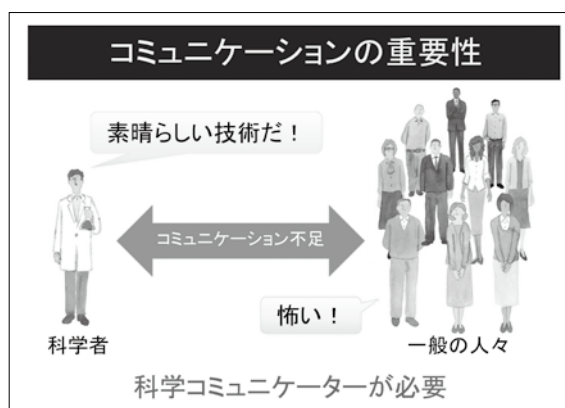 コミュニケーションの重要性
素晴らしい技術だ！
コミュニケーション不足
怖い！
科学者
一般の人々
科学コミュニケーターが必要